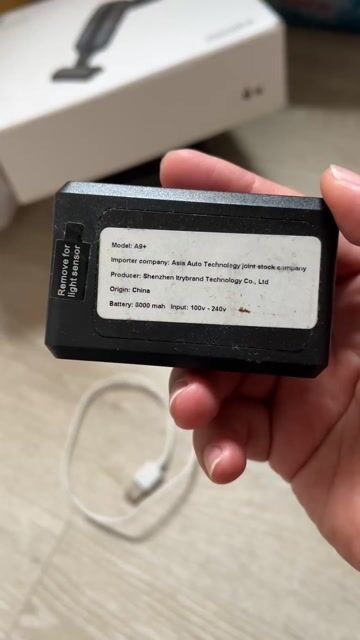 Remove for
light sensor
Model: A9+
Importer company: Asia Auto Technology joint stock company
Producer: Shenzhen Itrybrand Technology Co., Ltd
Origin: China
Battery: 8000 mah Input: 100v - 240v